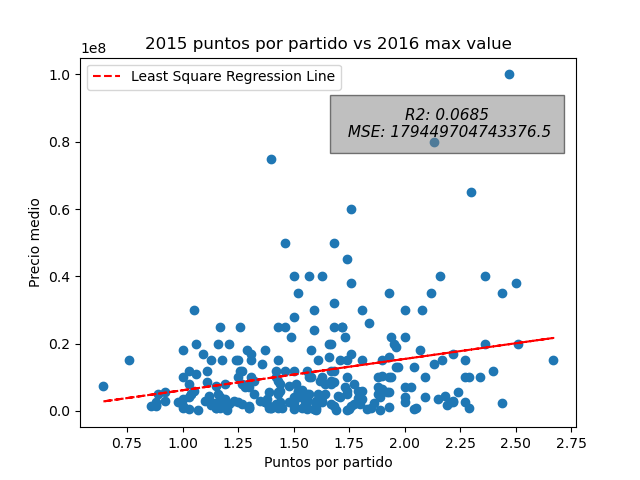 2015 puntos por partido vs 2016 max value
1e8
Least Square Regression Line
R2: 0.0685
MSE: 179449704743376.5
1.0
0.8
0.6
0.4
0.2
0.0
Precio medio
0.75 1.00 1.25 1.50 1.75 2.00 2.25 2.50 2.75
Puntos por partido